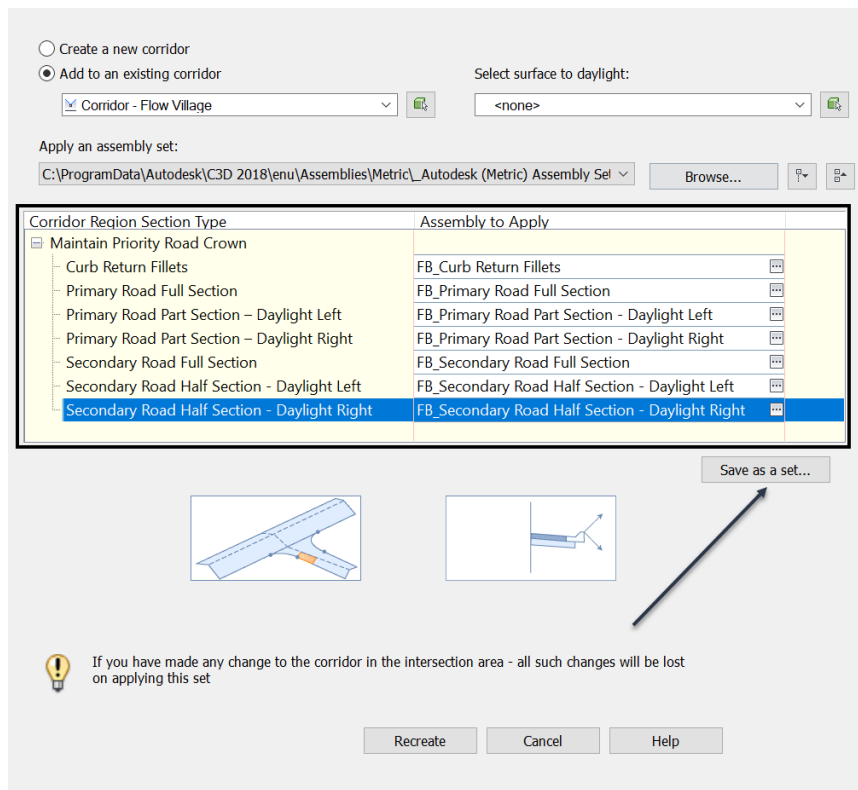 Create a new corridor
Add to an existing corridor
Select surface to daylight:
Corridor - Flow Village
<none>
Apply an assembly set:
C:\ProgramData\Autodesk\C3D 2018\enu\Assemblies\Metric\_Autodesk (Metric) Assembly Set
Browse...
Corridor Region Section Type Assembly to Apply
Maintain Priority Road Crown
Curb Return Fillets FB_Curb Return Fillets
Primary Road Full Section FB_Primary Road Full Section
Primary Road Part Section – Daylight Left FB_Primary Road Part Section - Daylight Left
Primary Road Part Section – Daylight Right FB_Primary Road Part Section - Daylight Right
Secondary Road Full Section FB_Secondary Road Full Section
Secondary Road Half Section - Daylight Left FB_Secondary Road Half Section - Daylight Left
Secondary Road Half Section - Daylight Right FB_Secondary Road Half Section - Daylight Right
Save as a set...
If you have made any change to the corridor in the intersection area - all such changes will be lost
on applying this set
Recreate Cancel Help